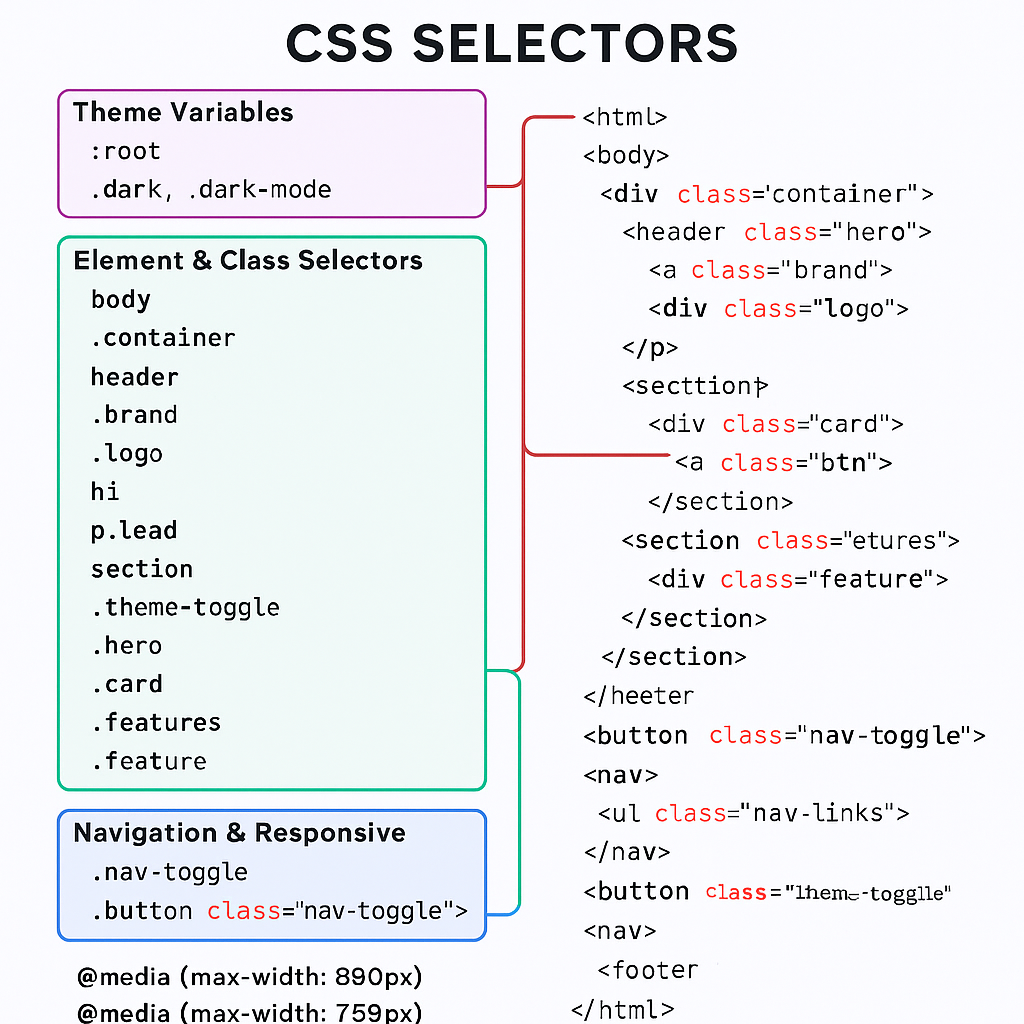 CSS SELECTORS
Theme Variables
:root
.dark, .dark-mode
Element & Class Selectors
body
.container
header
.brand
.logo
hi
p.lead
section
.theme-toggle
.hero
.card
.features
.feature
Navigation & Responsive
.nav-toggle
.button class="nav-toggle">
@media (max-width: 890px)
@media (max-width: 759px)
<html>
<body>
<div class='container">
<header class="hero">
<a class="brand">
<div class="logo">
</p>
<secttion>
<div class="card">
<a class="btn">
</section>
<section class="etures">
<div class="feature">
</section>
</section>
</heeter
<button class="nav-toggle">
<nav>
<ul class="nav-links">
</nav>
<button class=
<nav>
<footer
</html>